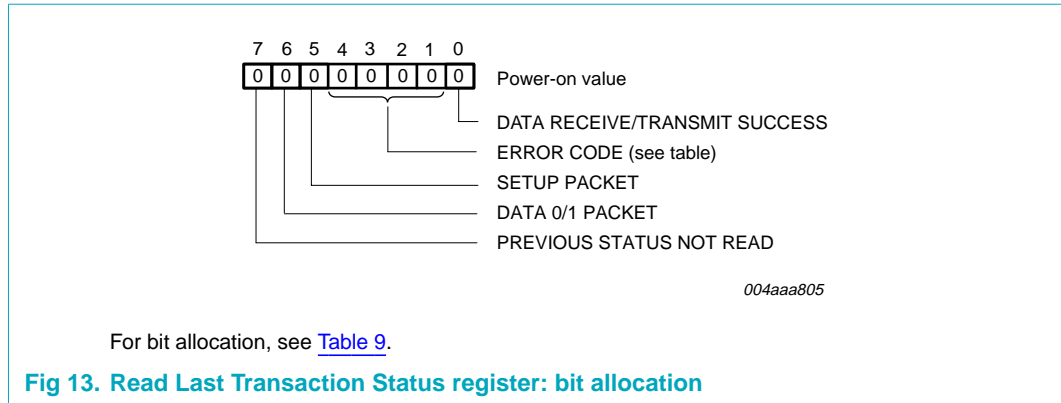 7 6 5 4 3 2 1 0
0 0 0 0 0 0 0 0 Power-on value
DATA RECEIVE/TRANSMIT SUCCESS
ERROR CODE (see table)
SETUP PACKET
DATA 0/1 PACKET
PREVIOUS STATUS NOT READ
004aaa805
For bit allocation, see Table 9.
Fig 13. Read Last Transaction Status register: bit allocation